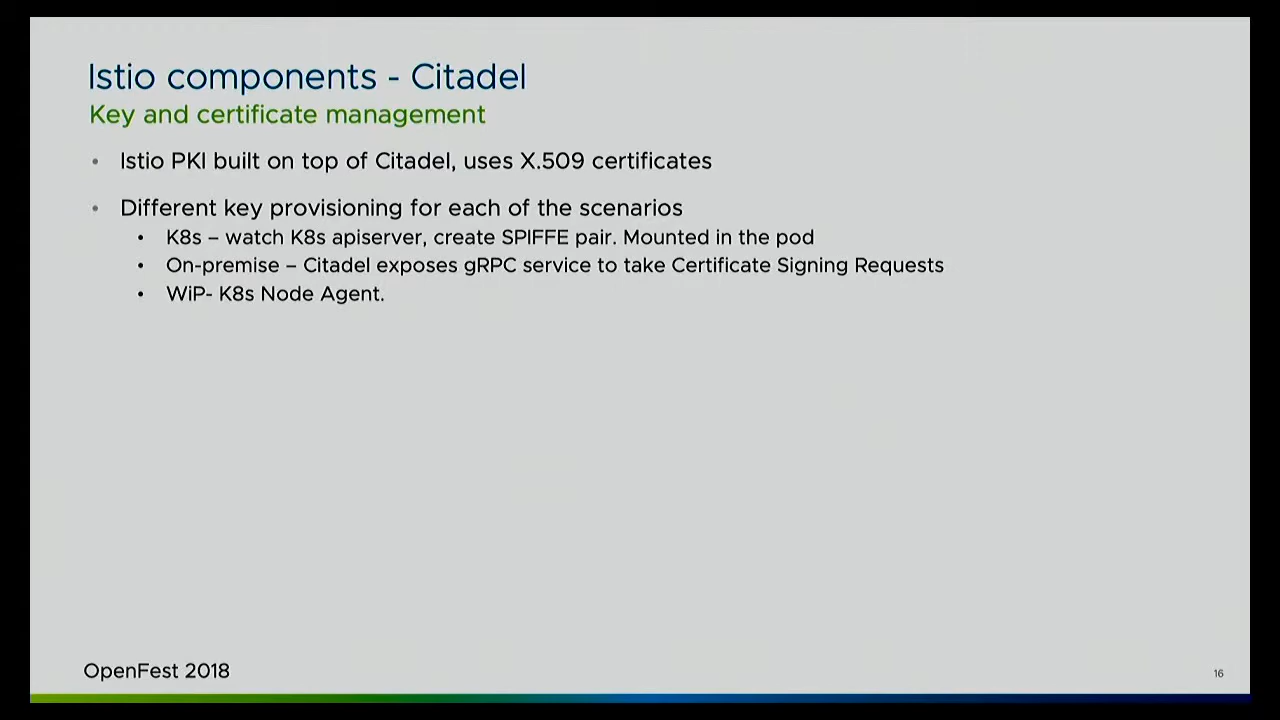 Istio components - Citadel
Key and certificate management
• Istio PKI built on top of Citadel, uses X.509 certificates
• Different key provisioning for each of the scenarios
• K8s – watch K8s apiserver, create SPIFFE pair. Mounted in the pod
• On-premise – Citadel exposes gRPC service to take Certificate Signing Requests
• WiP- K8s Node Agent.
OpenFest 2018
16